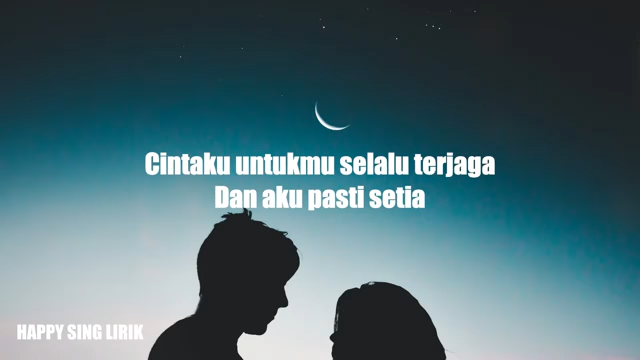 Cintaku untukmu selalu terjaga
Dan aku pasti setia
HAPPY SING LIRIK